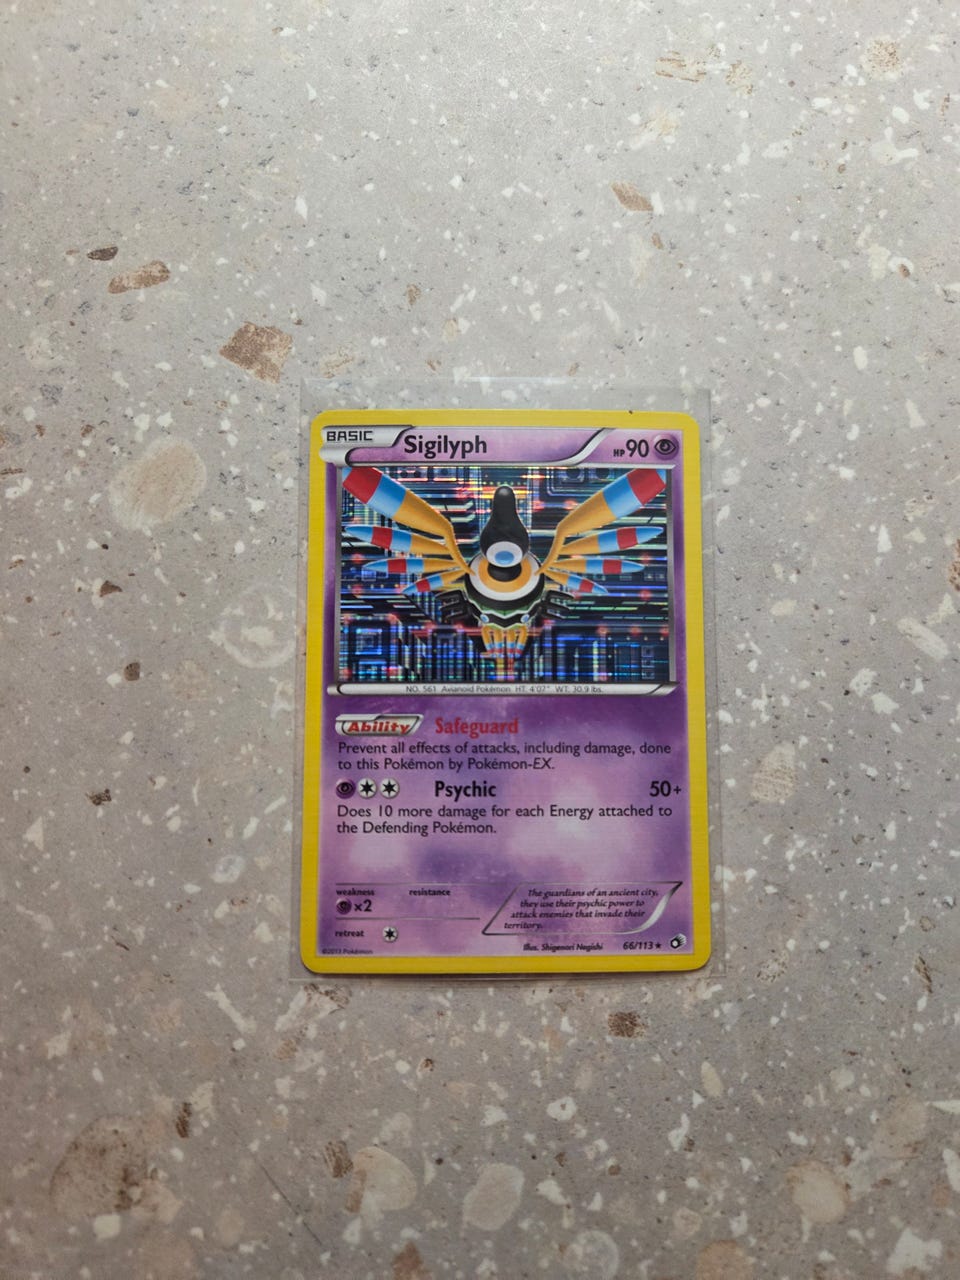 BASIC Sigilyph HP 90
NO. 561 Avianoid Pokémon HT. 4'07" WT. 30.9 lbs.
Ability Safeguard
Prevent all effects of attacks, including damage, done
to this Pokémon by Pokémon-EX.
Psychic 50+
Does 10 more damage for each Energy attached to
the Defending Pokémon.
weakness resistance
×2
retreat
The guardians of an ancient city,
they use their psychic power to
attack enemies that invade their
territory.
Illus. Shigenori Negishi 66/113★
©2013 Pokémon